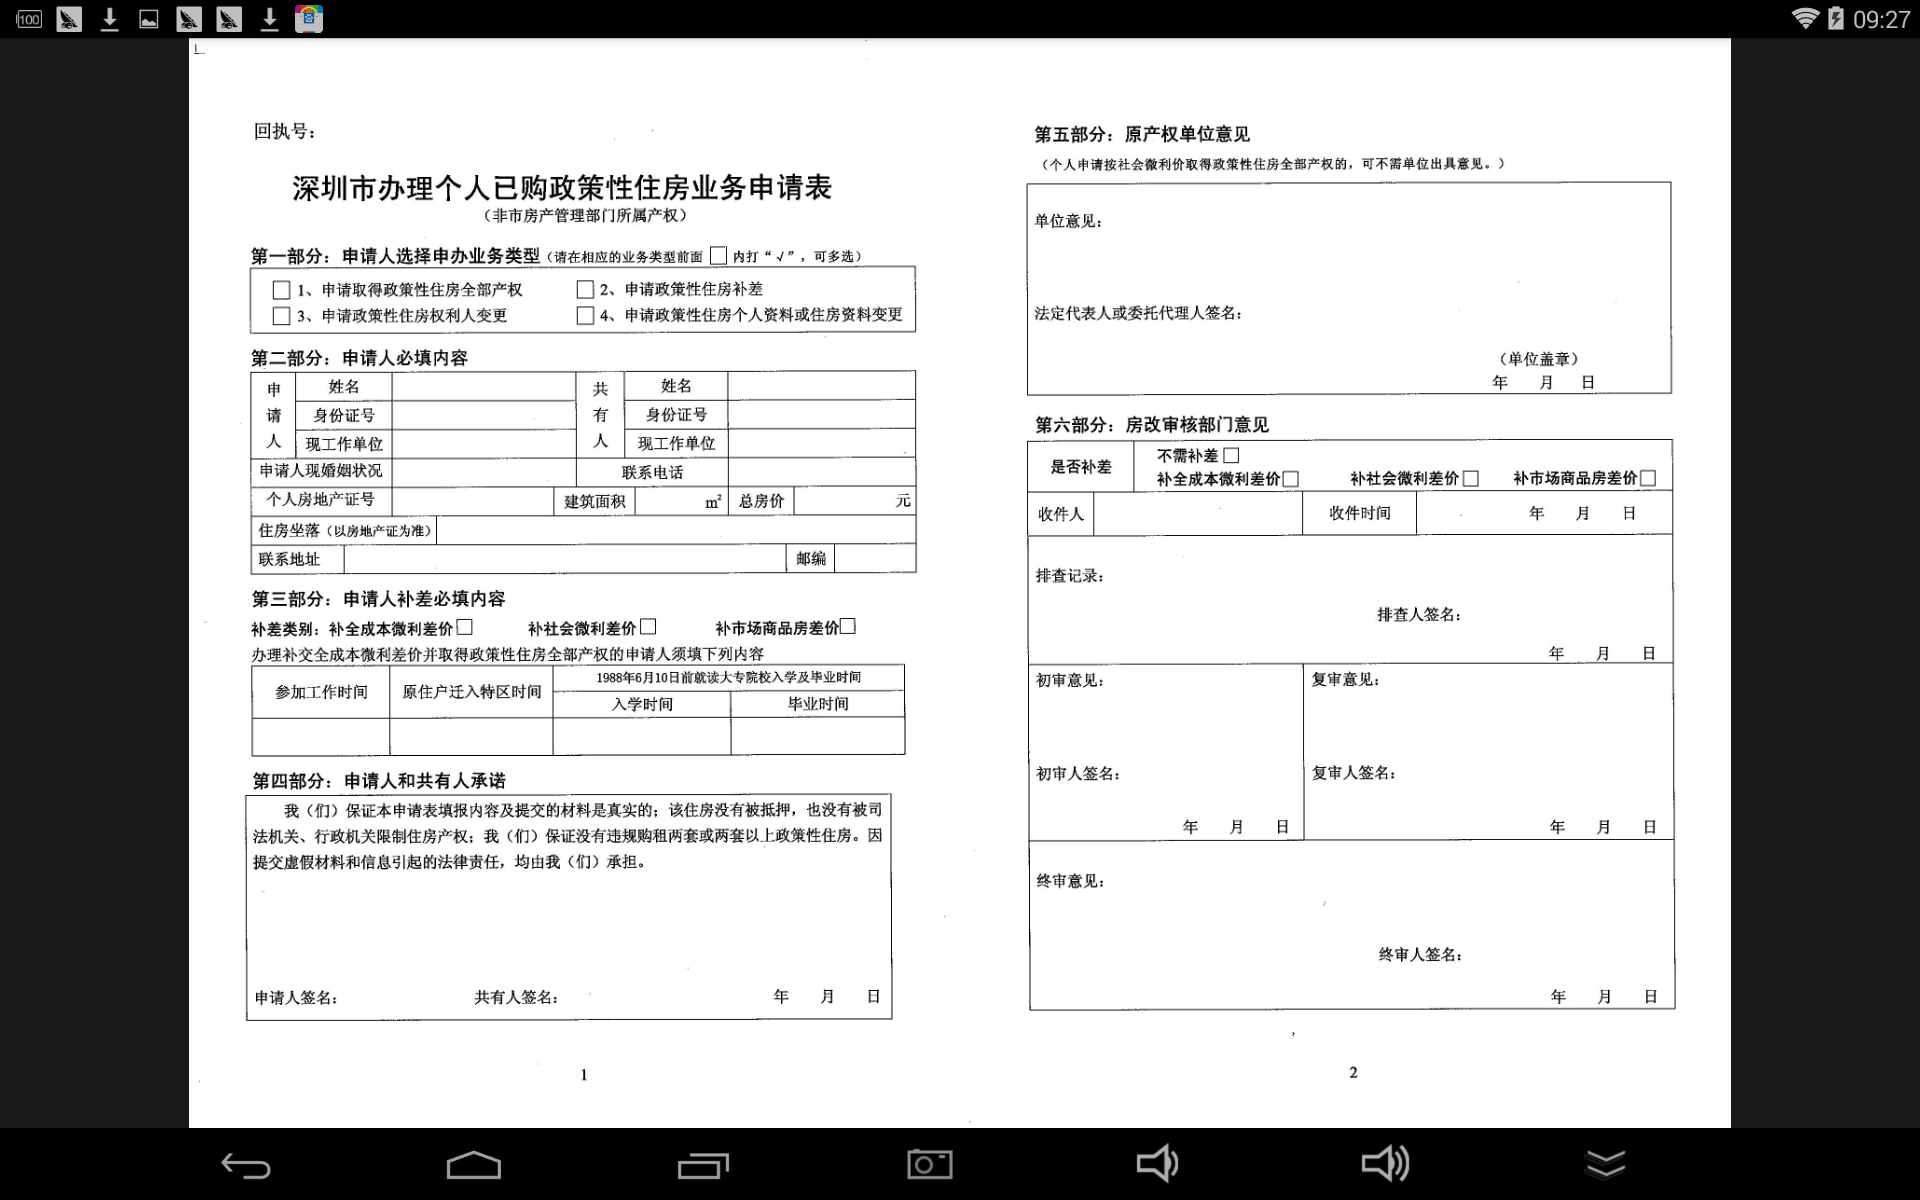 100
09:27
回执号：
深圳市办理个人已购政策性住房业务申请表
（非市房产管理部门所属产权）
第一部分：申请人选择申办业务类型（请在相应的业务类型前面 □ 内打“√”，可多选）
□ 1、申请取得政策性住房全部产权 □ 2、申请政策性住房补差
□ 3、申请政策性住房权利人变更 □ 4、申请政策性住房个人资料或住房资料变更
第二部分：申请人必填内容
申请人 姓名 共有人 姓名
身份证号 身份证号
现工作单位 现工作单位
申请人现婚姻状况 联系电话
个人房地产证号 建筑面积 m² 总房价 元
住房坐落（以房地产证为准）
联系地址 邮编
第三部分：申请人补差必填内容
补差类别：补全成本微利差价□ 补社会微利差价□ 补市场商品房差价□
办理补交全成本微利差价并取得政策性住房全部产权的申请人须填下列内容
参加工作时间 原住户迁入特区时间 1988年6月10日前就读大专院校入学及毕业时间
入学时间 毕业时间
第四部分：申请人和共有人承诺
我（们）保证本申请表填报内容及提交的材料是真实的；该住房没有被抵押，也没有被司
法机关、行政机关限制住房产权；我（们）保证没有违规购租两套或两套以上政策性住房。因
提交虚假材料和信息引起的法律责任，均由我（们）承担。
申请人签名： 共有人签名： 年 月 日
1
第五部分：原产权单位意见
（个人申请按社会微利价取得政策性住房全部产权的，可不需单位出具意见。）
单位意见：
法定代表人或委托代理人签名：
（单位盖章）
年 月 日
第六部分：房改审核部门意见
是否补差 不需补差□
补全成本微利差价□ 补社会微利差价□ 补市场商品房差价□
收件人 收件时间 年 月 日
排查记录：
排查人签名：
年 月 日
初审意见： 复审意见：
初审人签名： 复审人签名：
年 月 日 年 月 日
终审意见：
终审人签名：
年 月 日
2